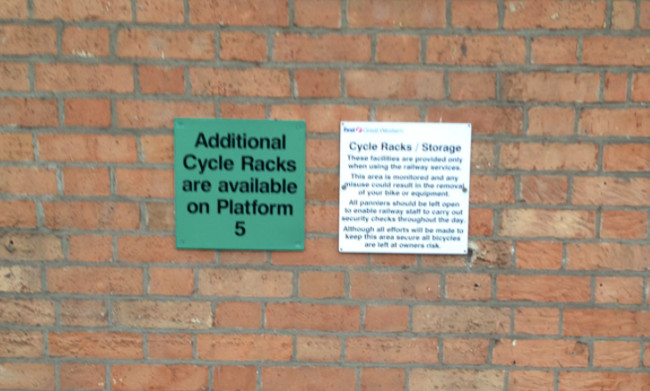 Additional
Cycle Racks
are available
on Platform
5
First Great Western
Cycle Racks / Storage
These facilities are provided only
when using the railway services.
This area is monitored and any
misuse could result in the removal
of your bike or equipment.
All panniers should be left open
to enable railway staff to carry out
security checks throughout the day.
Although all efforts will be made to
keep this area secure all bicycles
are left at owners risk.